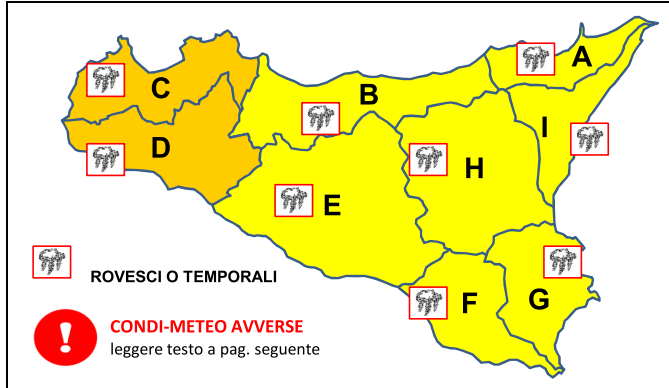 A
C
B
I
D
H
E
ROVESCI O TEMPORALI
F
G
CONDI-METEO AVVERSE
leggere testo a pag. seguente